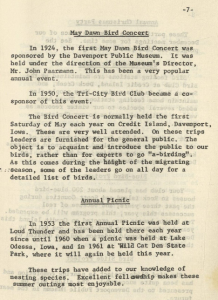 -7-
May Dawn Bird Concert
In 1924, the first May Dawn Bird Concert was
sponsored by the Davenport Public Museum. It was
held under the direction of the Museum's Director,
Mr. John Paarmann. This has been a very popular
annual event.
In 1950, the Tri-City Bird Club became a co-
sponsor of this event.
The Bird Concert is normally held the first
Saturday of May each year on Credit Island, Davenport,
Iowa. These are very well attended. On these trips
leaders are furnished for the general public. The
object is to acquaint and introduce the public to our
birds, rather than for experts to go "a-birding".
As this comes during the height of the migrating
season, some of the leaders go on all day for a
detailed list of birds.
Annual Picnic
In 1953 the first Annual Picnic was held at
Loud Thunder and has been held there each year
since until 1960 when a picnic was held at Lake
Odessa, Iowa, and in 1961 at Wild Cat Den State
Park, where it will again be held this year.
These trips have added to our knowledge of
nesting species. Excellent fellowship makes these
summer outings most enjoyable.